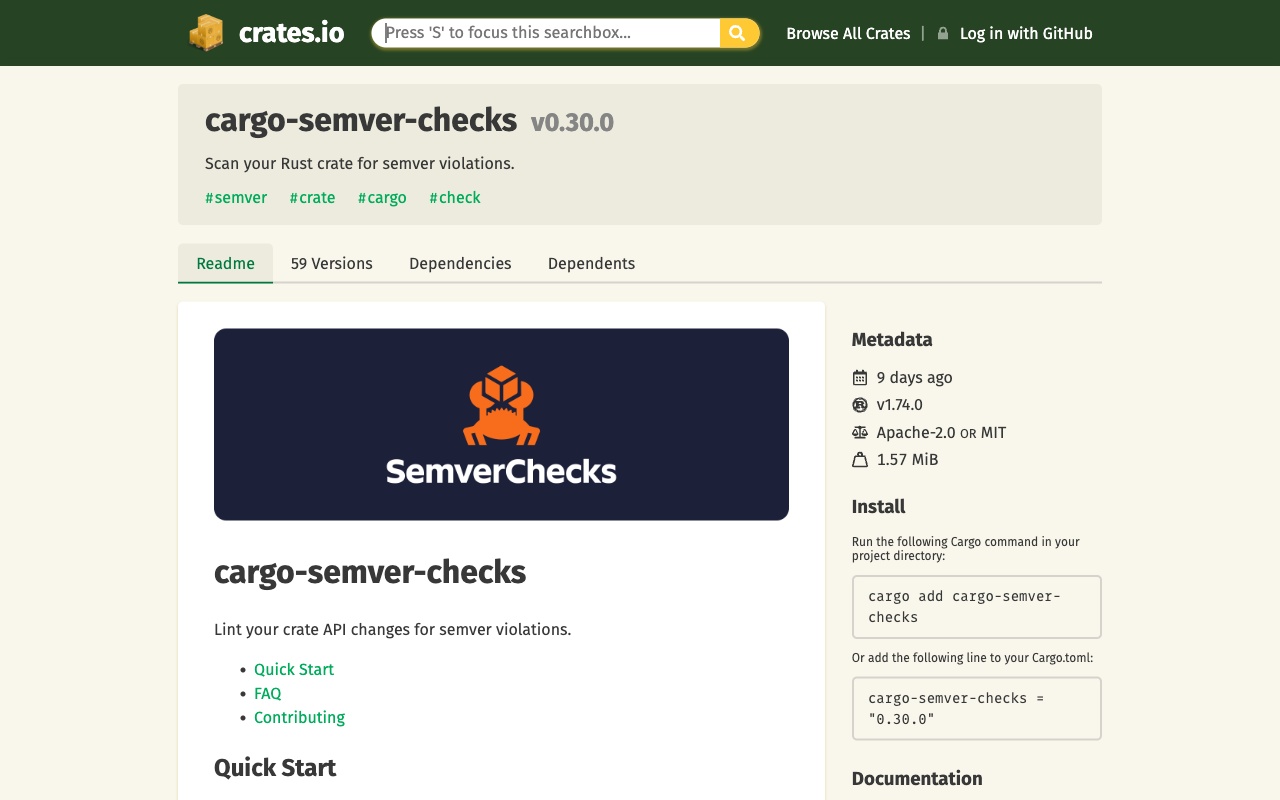 crates.io
Press 'S' to focus this searchbox...
Browse All Crates | Log in with GitHub
cargo-semver-checks v0.30.0
Scan your Rust crate for semver violations.
#semver #crate #cargo #check
Readme 59 Versions Dependencies Dependents
SemverChecks
cargo-semver-checks
Lint your crate API changes for semver violations.
• Quick Start
• FAQ
• Contributing
Quick Start
Metadata
9 days ago
v1.74.0
Apache-2.0 OR MIT
1.57 MiB
Install
Run the following Cargo command in your
project directory:
cargo add cargo-semver-
checks
Or add the following line to your Cargo.toml:
cargo-semver-checks =
"0.30.0"
Documentation